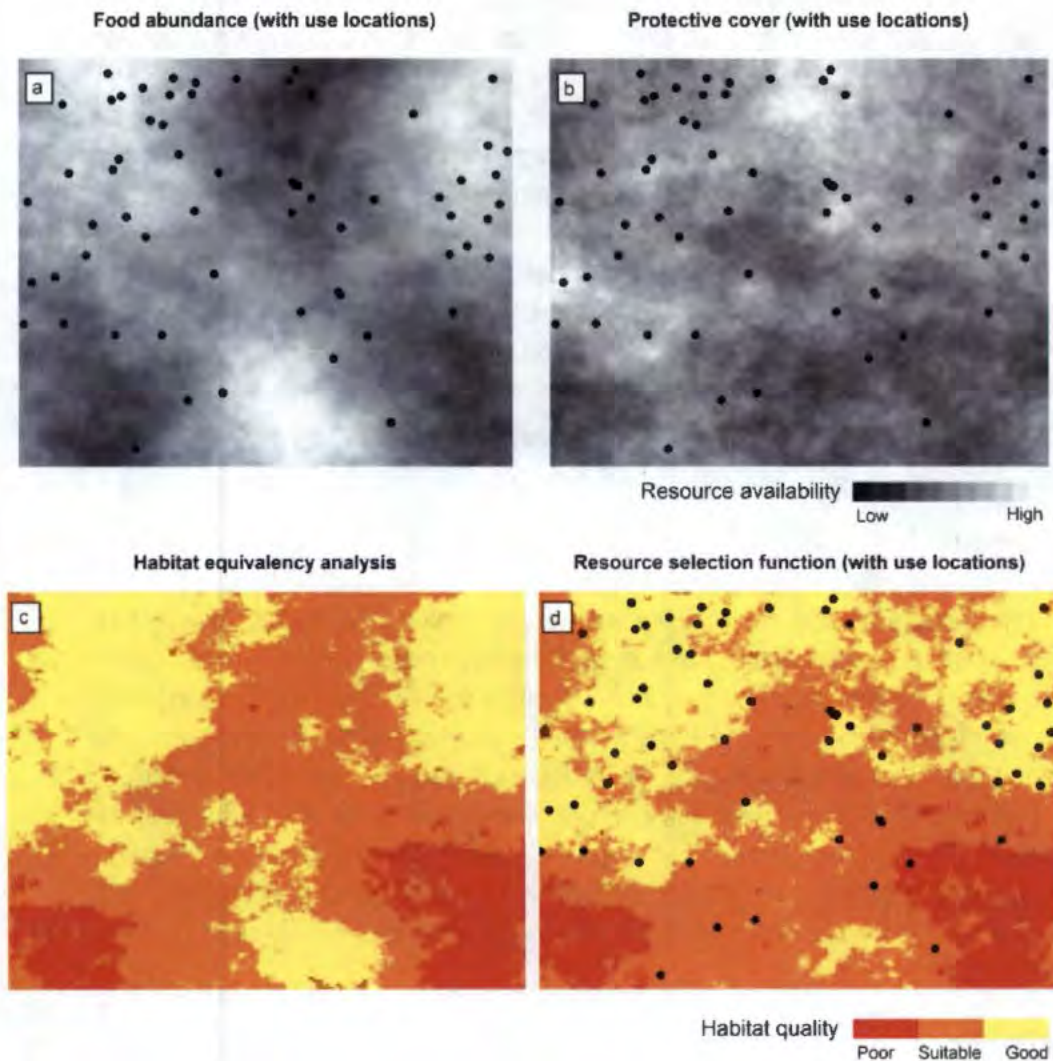 Food abundance (with use locations)
Protective cover (with use locations)
a
b
Resource availability
Low
High
Habitat equivalency analysis
Resource selection function (with use locations)
c
d
Habitat quality
Poor
Suitable
Good